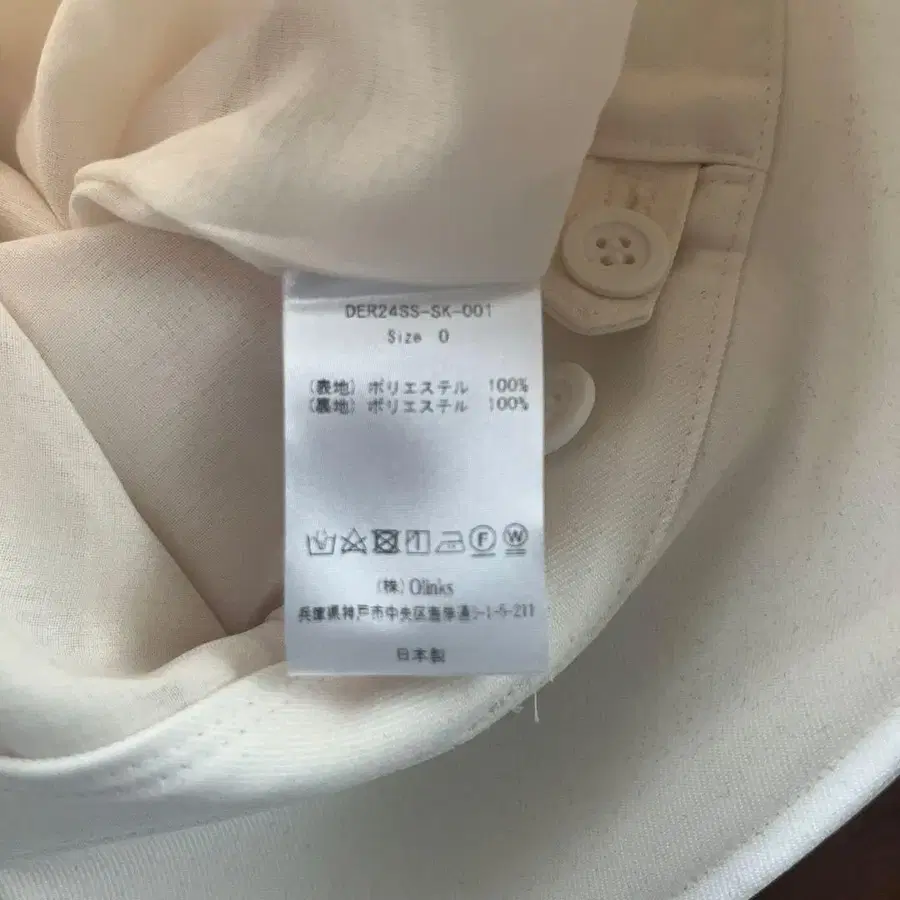 DER24SS-SK-001
Size 0
(表地) ポリエステル 100%
(裏地) ポリエステル 100%
F W
(株) Olinks
兵庫県神戸市中央区海岸通3-1-5-211
日本製